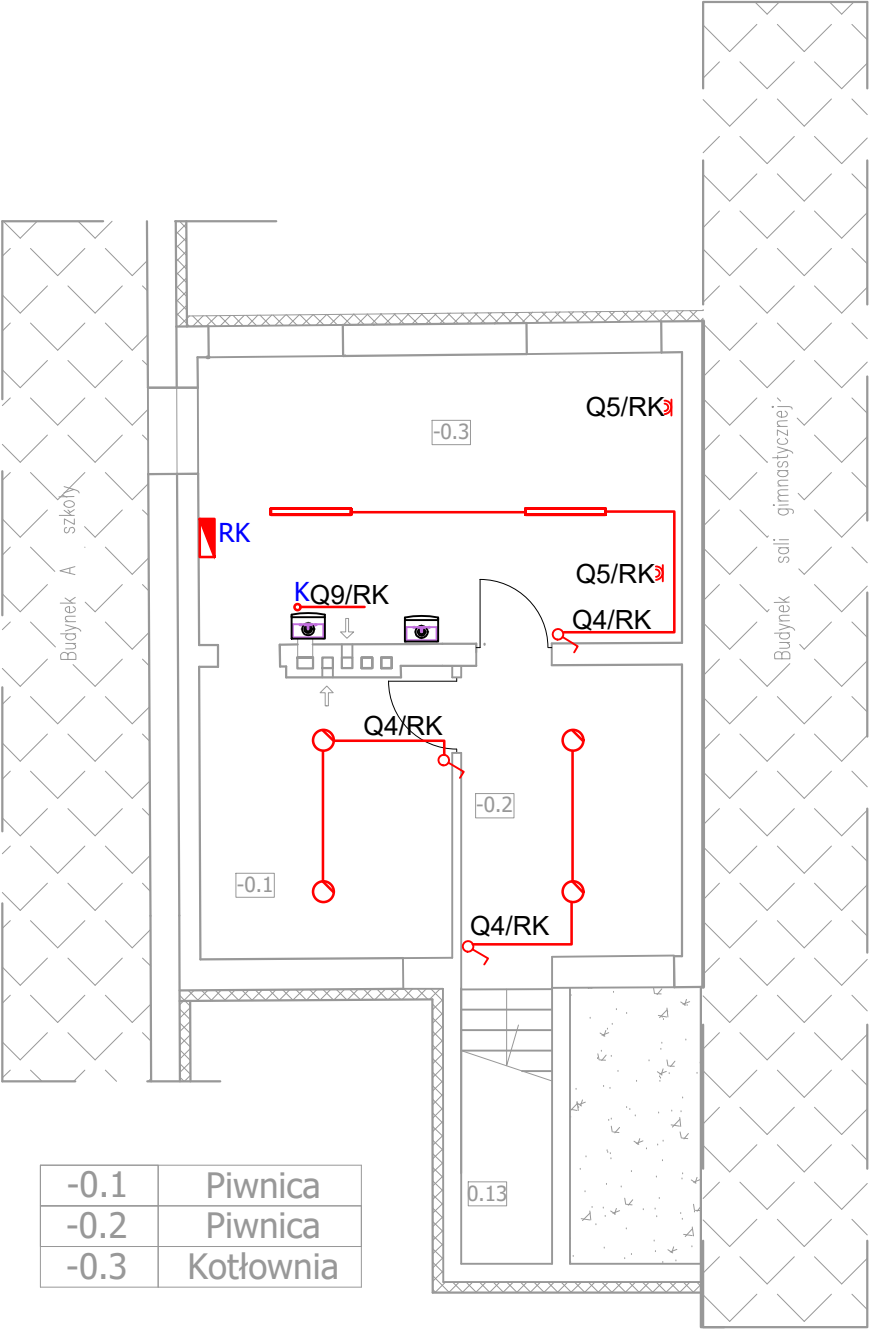 Q5/RK
-0.3
Budynek A szkoły
Budynek sali gimnastycznej
RK
Q5/RK
K
Q9/RK
Q4/RK
Q4/RK
-0.2
-0.1
Q4/RK
0.13
-0.1 Piwnica
-0.2 Piwnica
-0.3 Kotłownia